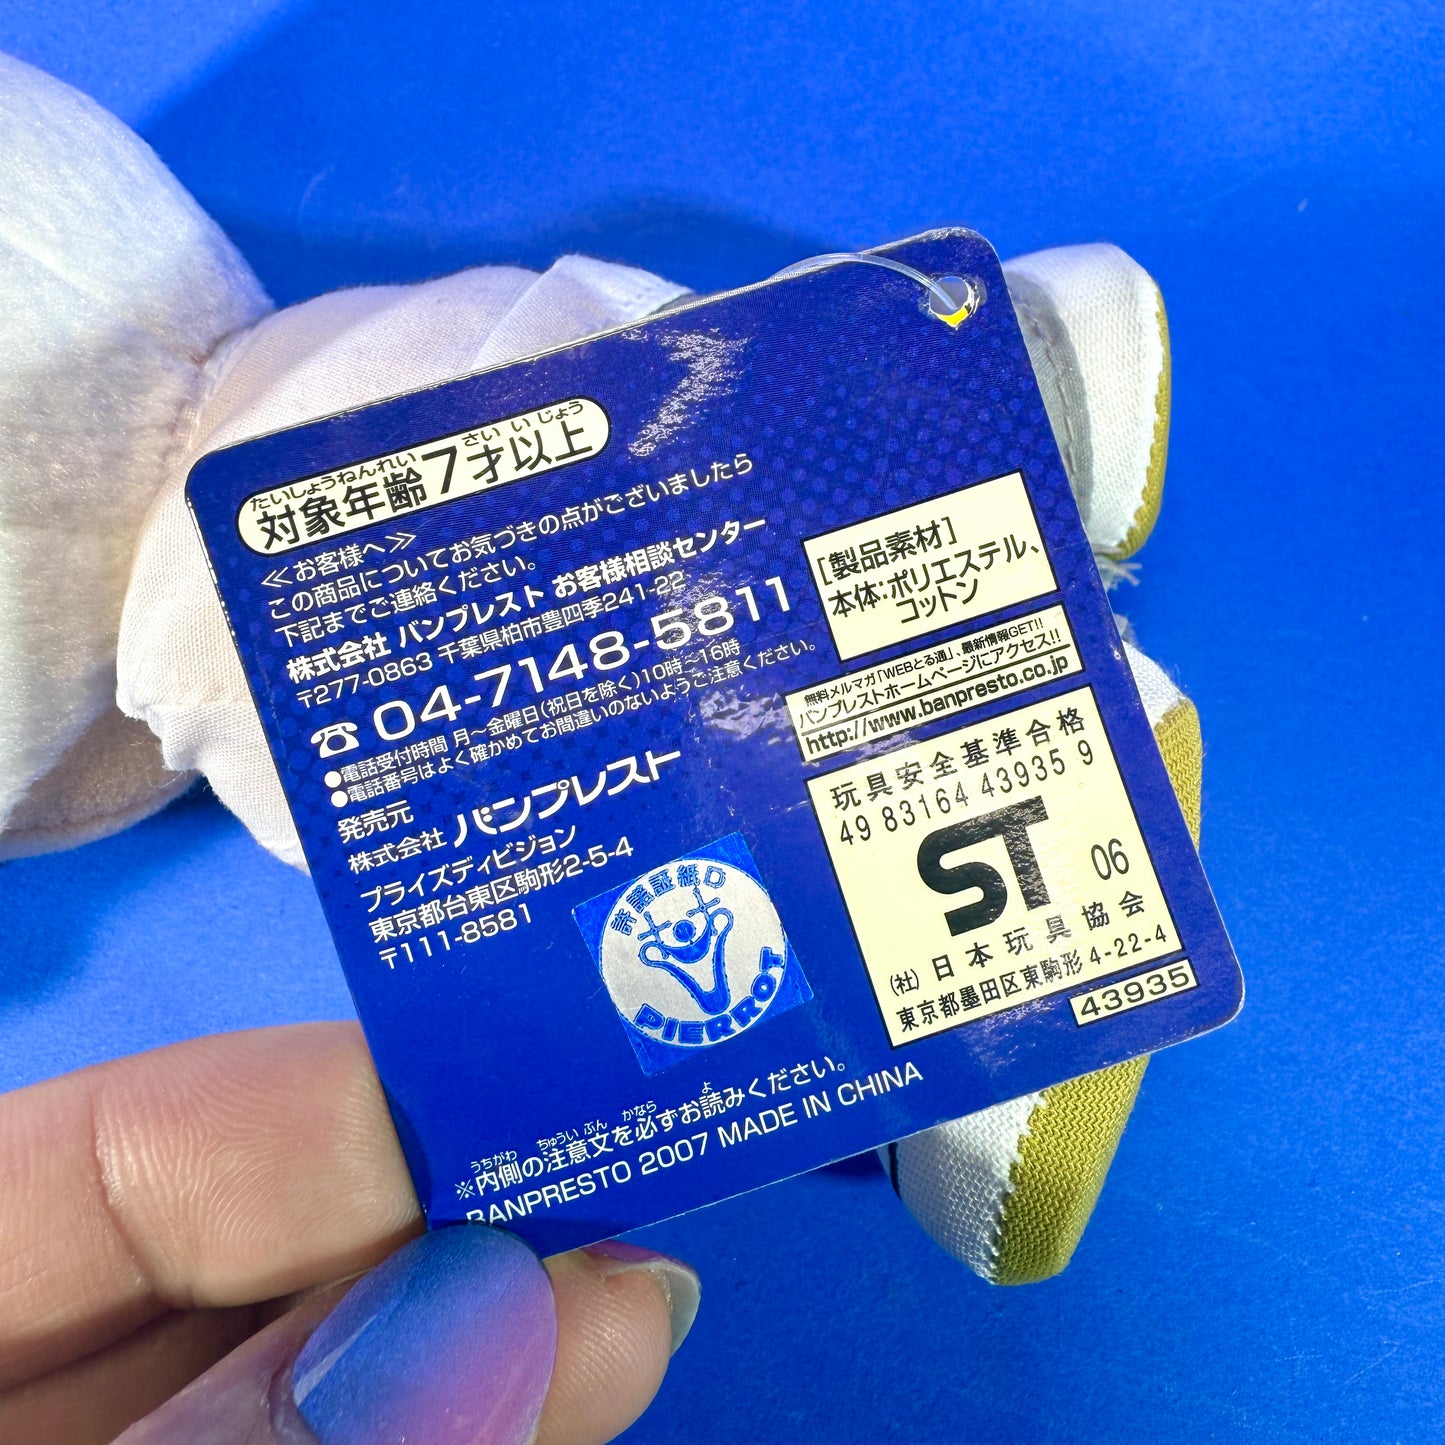 たいしょうねんれい さい いじょう
対象年齢7才以上
≪お客様へ≫
この商品についてお気づきの点がございましたら
下記までご連絡ください。
株式会社 バンプレスト お客様相談センター
〒277-0863 千葉県柏市豊四季241-22
☎ 04-7148-5811
●電話受付時間 月～金曜日(祝日を除く)10時～16時
●電話番号はよく確かめてお間違いのないようご注意ください。
発売元
株式会社 バンプレスト
プライズディビジョン
東京都台東区駒形2-5-4
〒111-8581
許諾証紙D
PIERROT
[製品素材]
本体:ポリエステル、
コットン
無料メルマガ「WEBとる通」、最新情報GET!!
バンプレストホームページにアクセス!!
http://www.banpresto.co.jp
玩具安全基準合格
49 83164 43935 9
ST
06
(社) 日本玩具協会
東京都墨田区東駒形 4-22-4
43935
うちがわ ちゅういぶん かなら よ
※内側の注意文を必ずお読みください。
BANPRESTO 2007 MADE IN CHINA